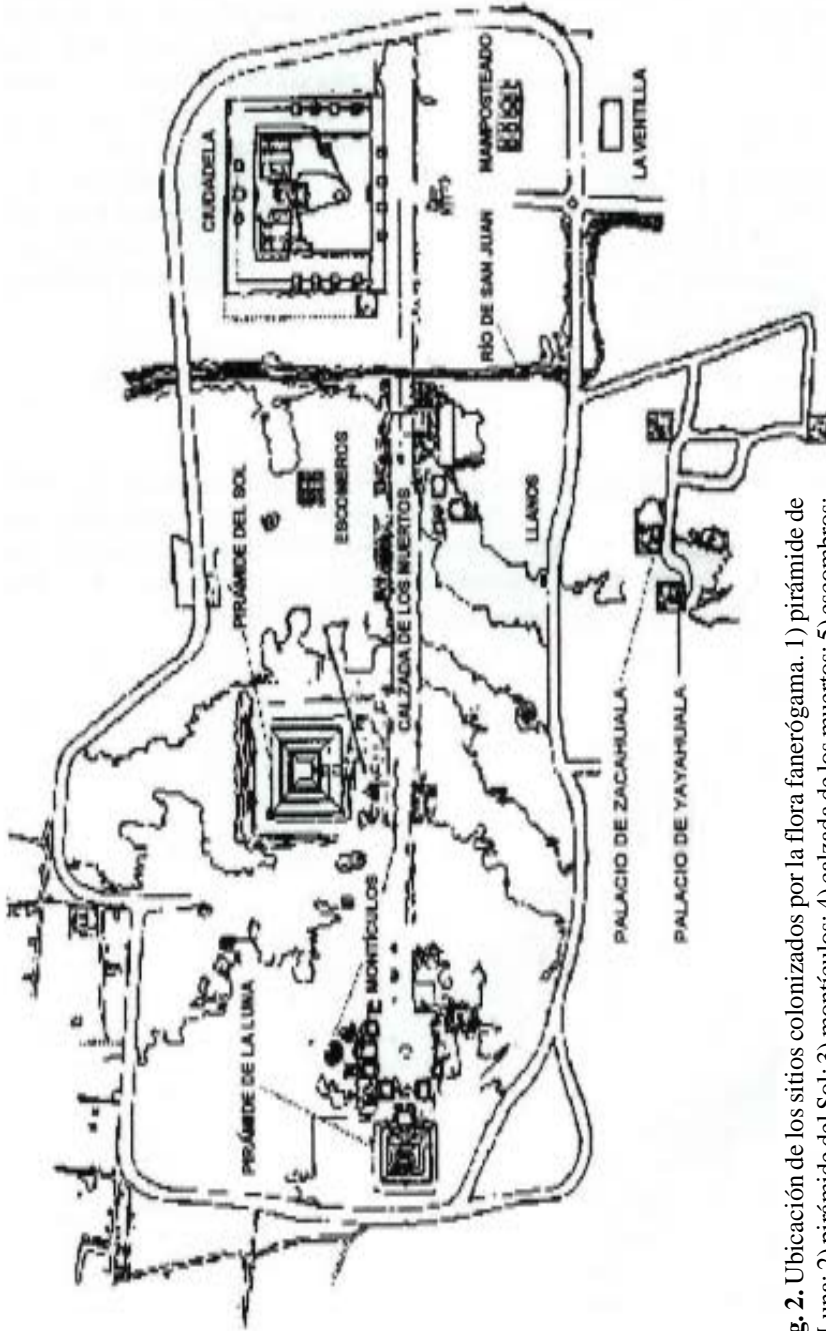 CIUDADELA
MAMPOSTEADO
LA VENTILLA
RÍO DE SAN JUAN
PIRÁMIDE DEL SOL
ESCOMBROS
CALZADA DE LOS MUERTOS
LLANOS
PIRÁMIDE DE LA LUNA
MONTÍCULOS
PALACIO DE ZACAHUALA
PALACIO DE YAYAHUALA
g. 2. Ubicación de los sitios colonizados por la flora fanerógama. 1) pirámide de
Luna; 2) pirámide del Sol; 3) montículos; 4) calzada de los muertos; 5) escombros;